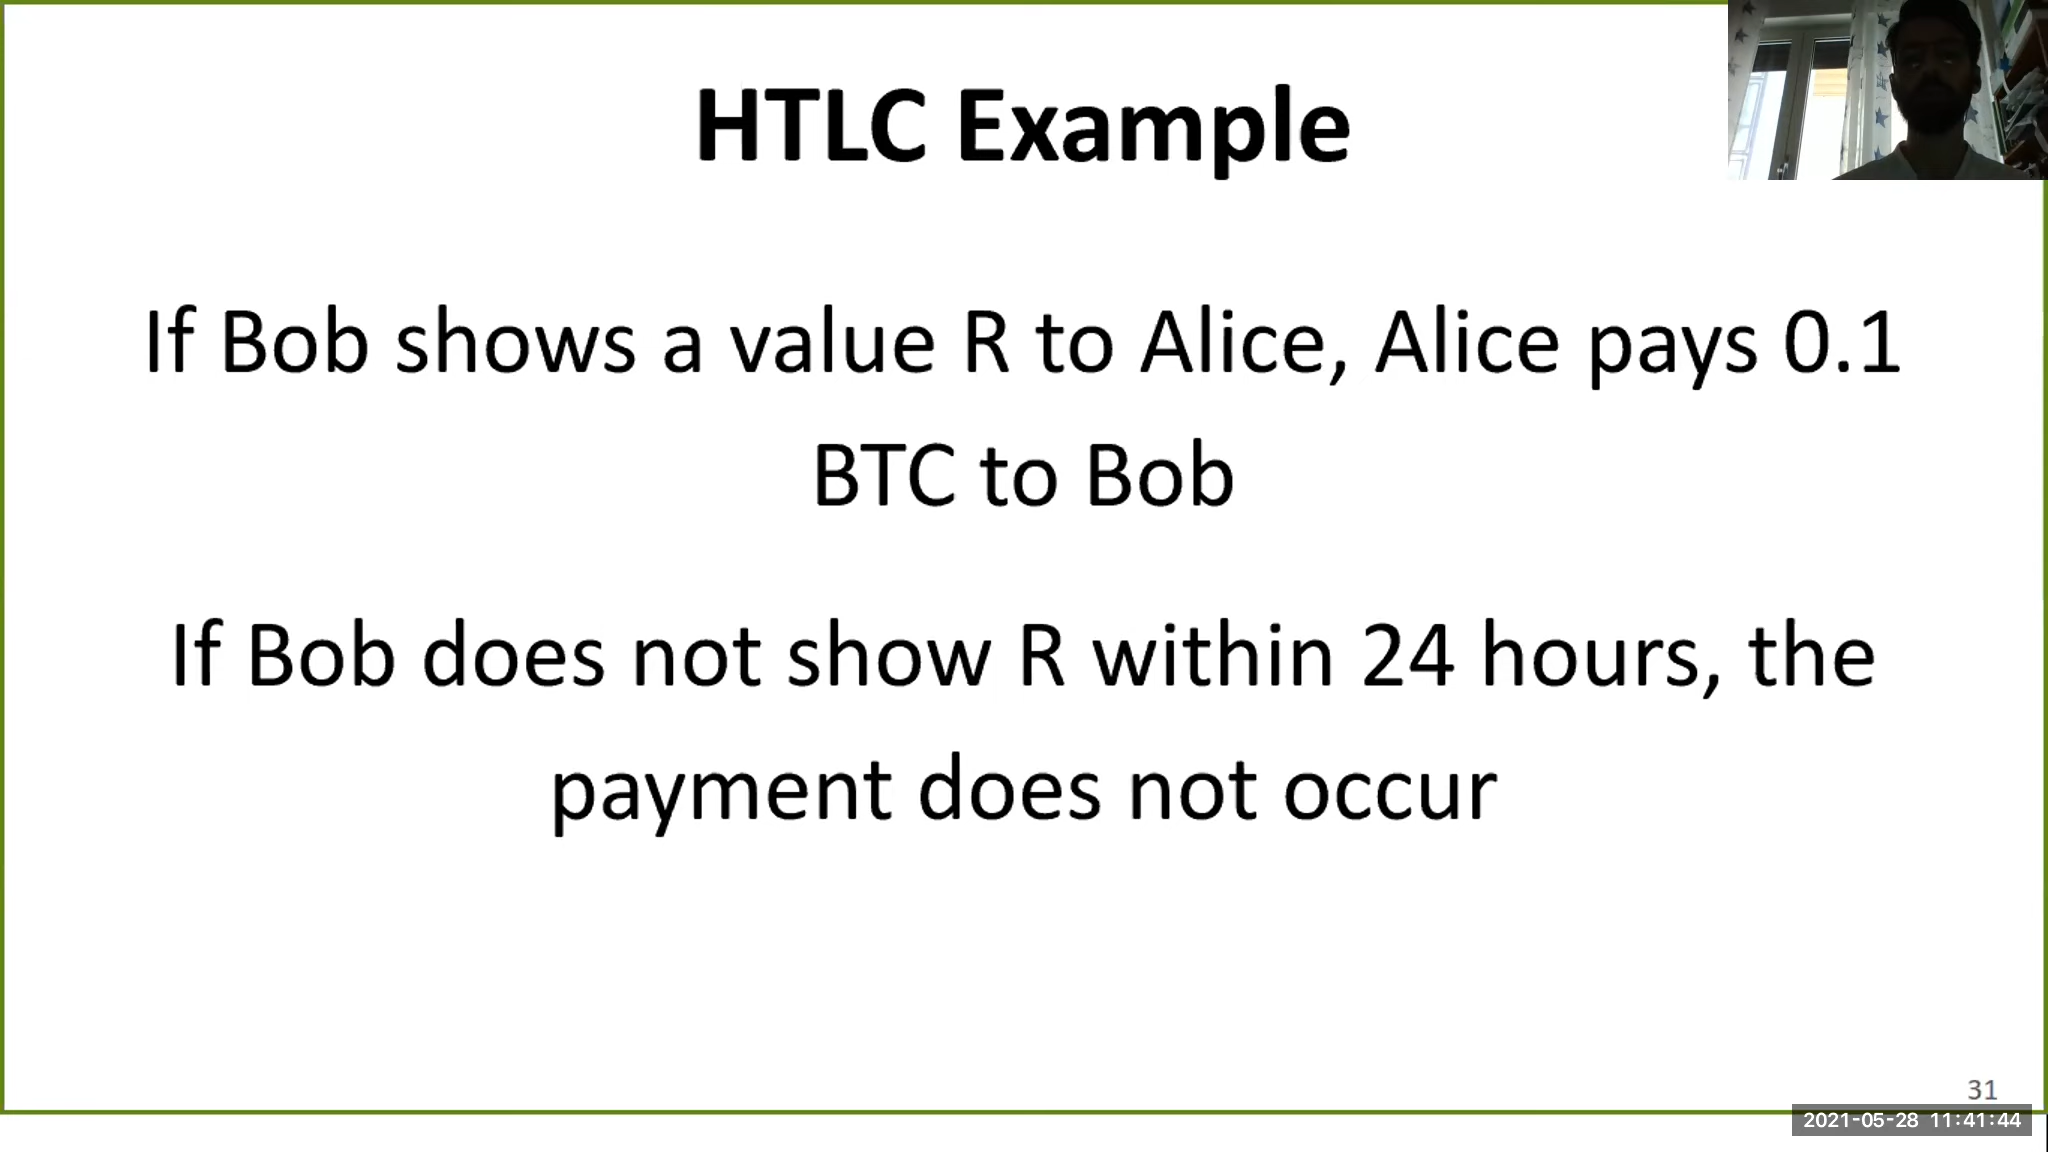 HTLC Example
If Bob shows a value R to Alice, Alice pays 0.1
BTC to Bob
If Bob does not show R within 24 hours, the
payment does not occur
31
2021-05-28 11:41:44